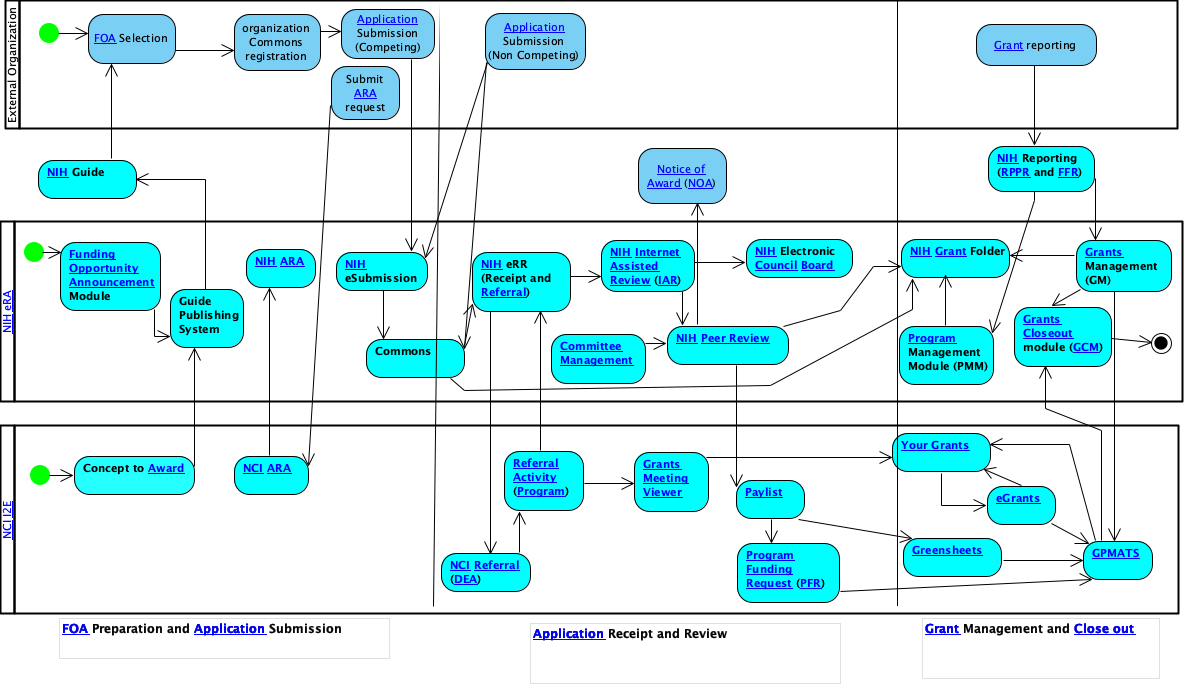 External Organization
FOA Selection
organization
Commons
registration
Application
Submission
(Competing)
Submit
ARA
request
Application
Submission
(Non Competing)
Grant reporting
NIH Guide
Notice of
Award (NOA)
NIH Reporting
(RPPR and FFR)
NIH eRA
Funding
Opportunity
Announcement
Module
Guide
Publishing
System
NIH ARA
NIH
eSubmission
Commons
NIH eRR
(Receipt and
Referral)
NIH Internet
Assisted
Review (IAR)
NIH Electronic
Council Board
Committee
Management
NIH Peer Review
NIH Grant Folder
Grants
Management
(GM)
Program
Management
Module (PMM)
Grants
Closeout
module (GCM)
NCI I2E
Concept to Award
NCI ARA
Referral
Activity
(Program)
NCI Referral
(DEA)
Grants
Meeting
Viewer
Paylist
Program
Funding
Request (PFR)
Your Grants
eGrants
Greensheets
GPMATS
FOA Preparation and Application Submission
Application Receipt and Review
Grant Management and Close out